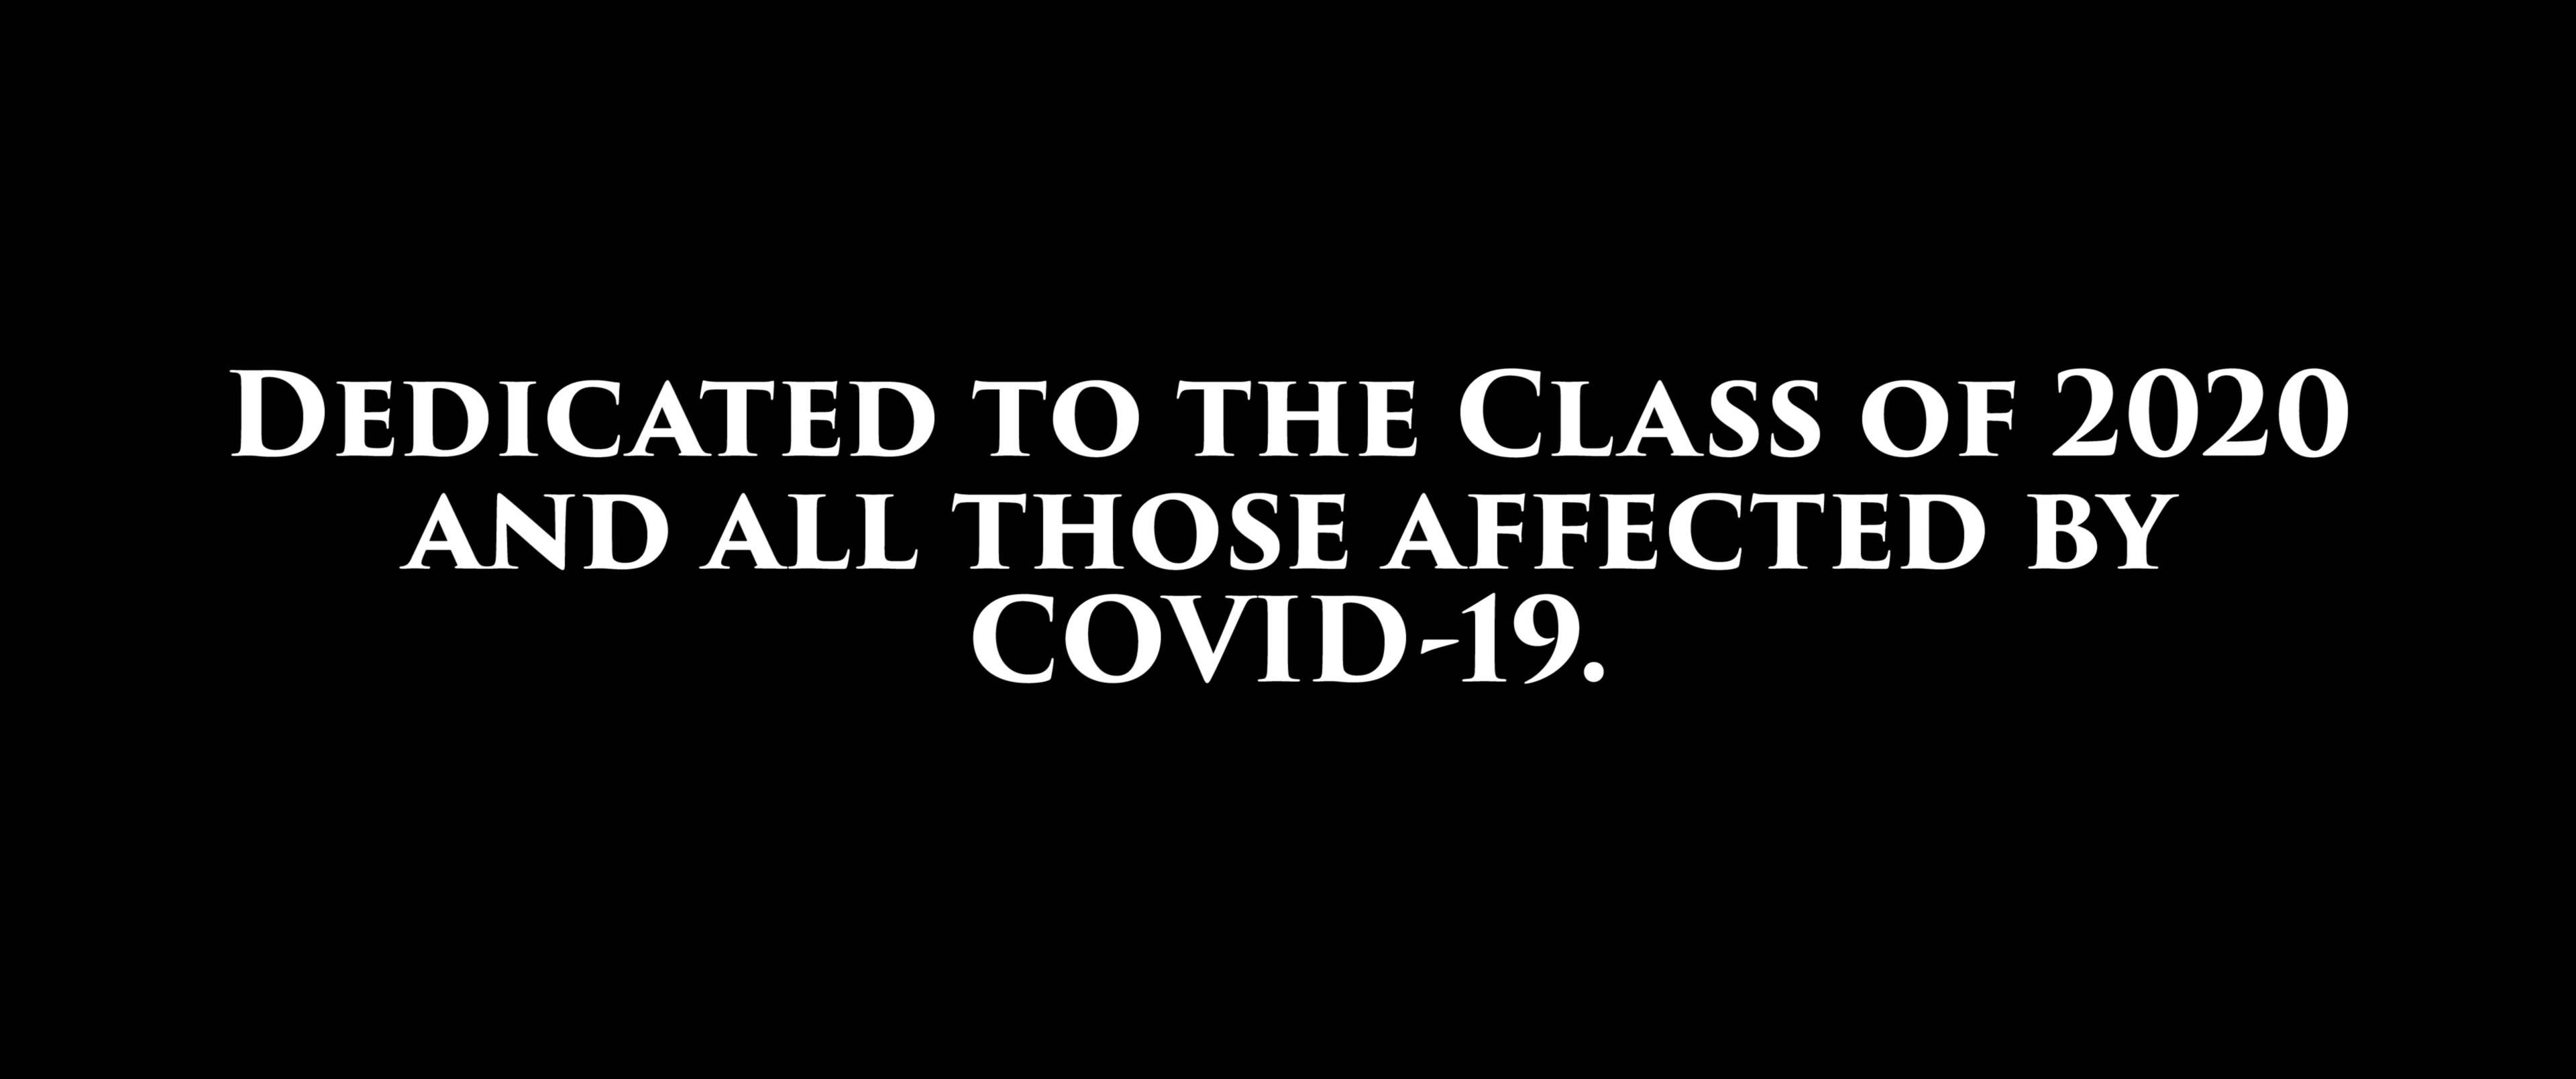 Dedicated to the Class of 2020
and all those affected by
COVID-19.